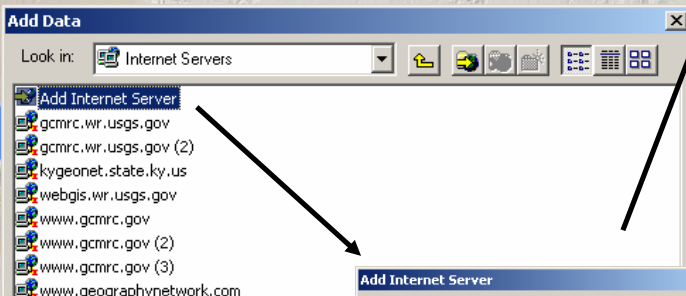 Add Data
Look in: Internet Servers
Add Internet Server
gcmrc.wr.usgs.gov
gcmrc.wr.usgs.gov (2)
kygeonet.state.ky.us
webgis.wr.usgs.gov
www.gcmrc.gov
www.gcmrc.gov (2)
www.gcmrc.gov (3)
www.geographynetwork.com
Add Internet Server